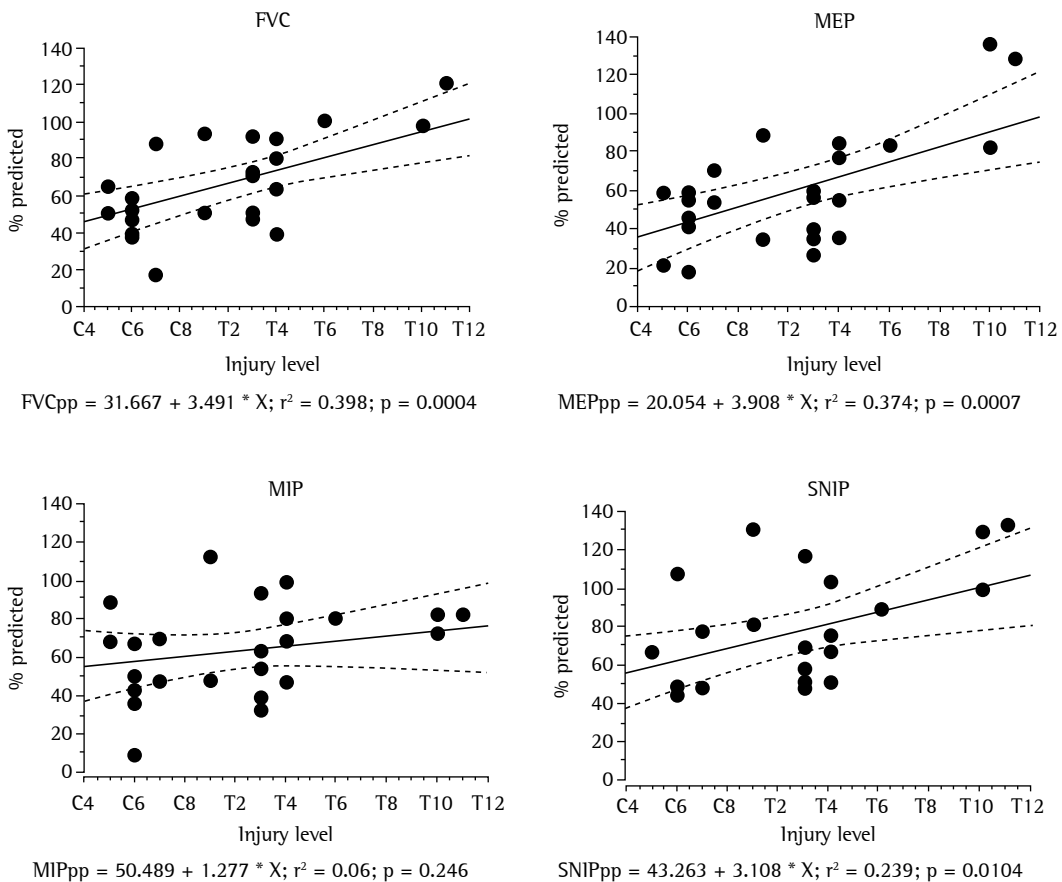 FVC
140
120
100
80
60
40
20
0
% predicted
C4 C6 C8 T2 T4 T6 T8 T10 T12
Injury level
FVCpp = 31.667 + 3.491 * X; r² = 0.398; p = 0.0004
MEP
140
120
100
80
60
40
20
0
% predicted
C4 C6 C8 T2 T4 T6 T8 T10 T12
Injury level
MEPpp = 20.054 + 3.908 * X; r² = 0.374; p = 0.0007
MIP
140
120
100
80
60
40
20
0
% predicted
C4 C6 C8 T2 T4 T6 T8 T10 T12
Injury level
MIPpp = 50.489 + 1.277 * X; r² = 0.06; p = 0.246
SNIP
140
120
100
80
60
40
20
0
% predicted
C4 C6 C8 T2 T4 T6 T8 T10 T12
Injury level
SNIPpp = 43.263 + 3.108 * X; r² = 0.239; p = 0.0104